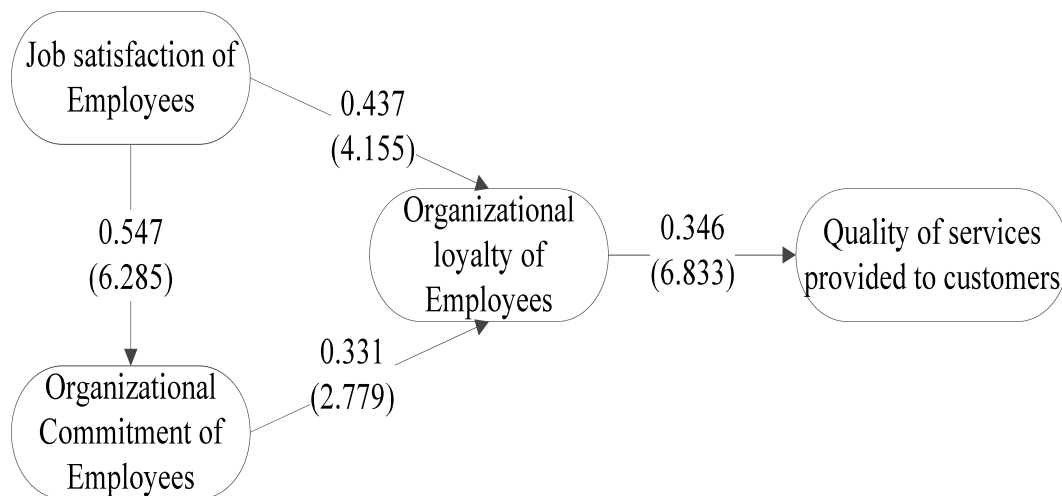 Job satisfaction of
Employees
0.437
(4.155)
0.547
(6.285)
Organizational
loyalty of
Employees
0.346
(6.833)
Quality of services
provided to customers
0.331
(2.779)
Organizational
Commitment of
Employees